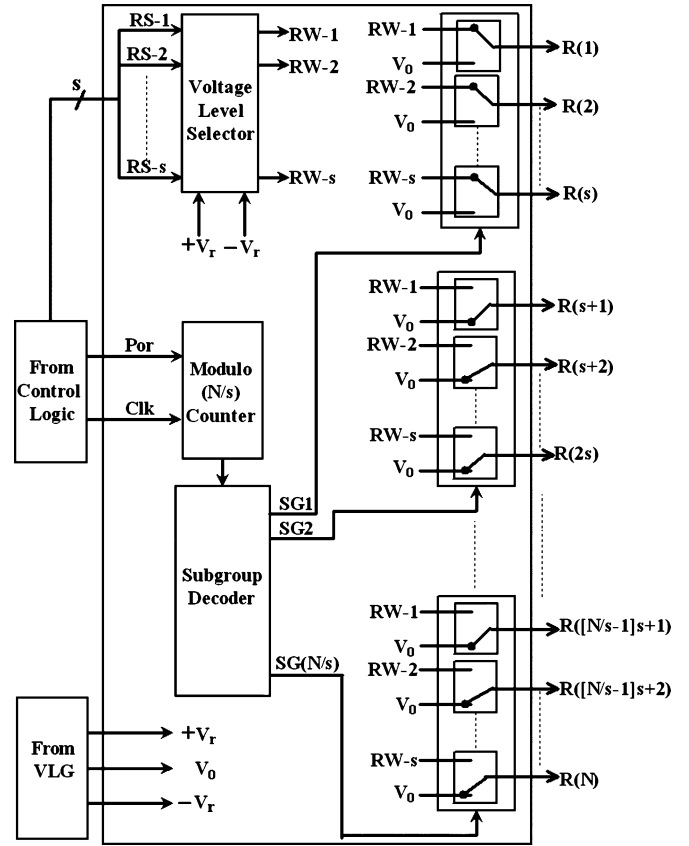 s
RS-1
RS-2
RS-s
Voltage
Level
Selector
RW-1
RW-2
RW-s
+Vr −Vr
RW-1
V0
R(1)
RW-2
V0
R(2)
RW-s
V0
R(s)
From
Control
Logic
Por
Clk
Modulo
(N/s)
Counter
RW-1
V0
R(s+1)
RW-2
V0
R(s+2)
RW-s
V0
R(2s)
Subgroup
Decoder
SG1
SG2
SG(N/s)
RW-1
V0
R([N/s-1]s+1)
RW-2
V0
R([N/s-1]s+2)
RW-s
V0
R(N)
From
VLG
+Vr
V0
−Vr